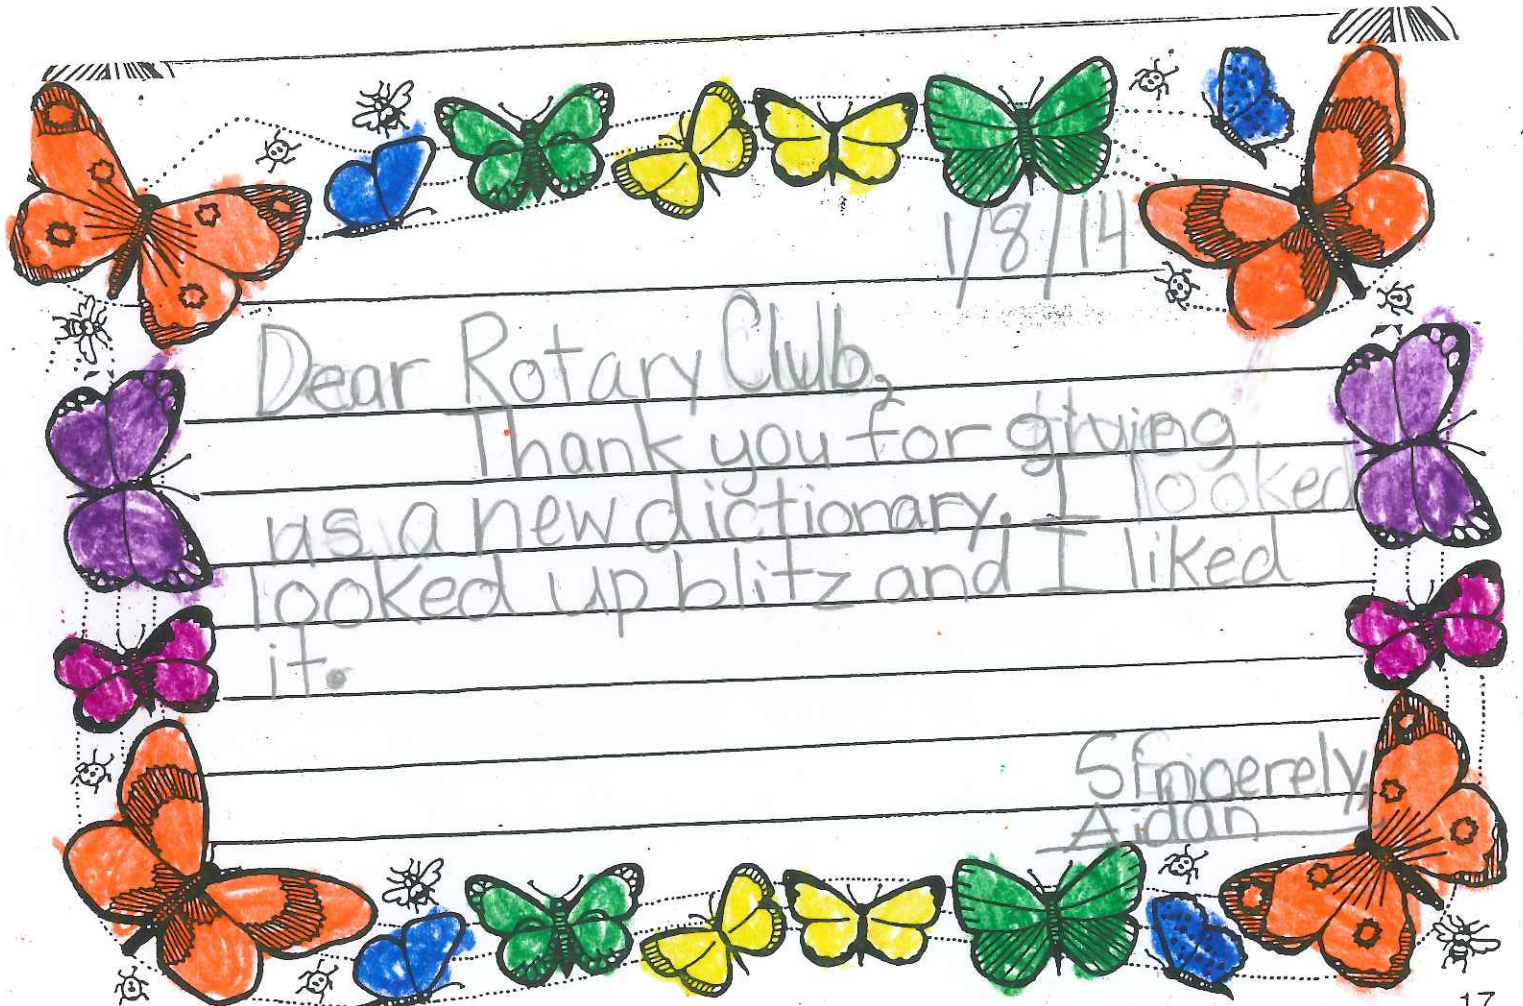 1/8/14
Dear Rotary Club,
Thank you for giving
us a new dictionary. I looked
looked up blitz and I liked
it.
Sincerely,
Aidan
17